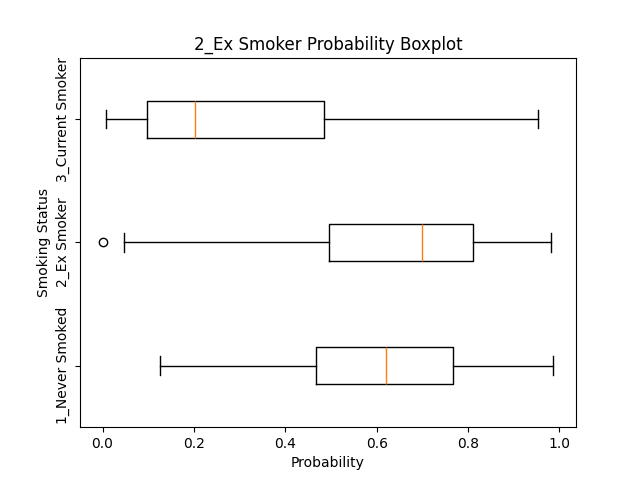 2_Ex Smoker Probability Boxplot
Smoking Status
3_Current Smoker
2_Ex Smoker
1_Never Smoked
0.0 0.2 0.4 0.6 0.8 1.0
Probability